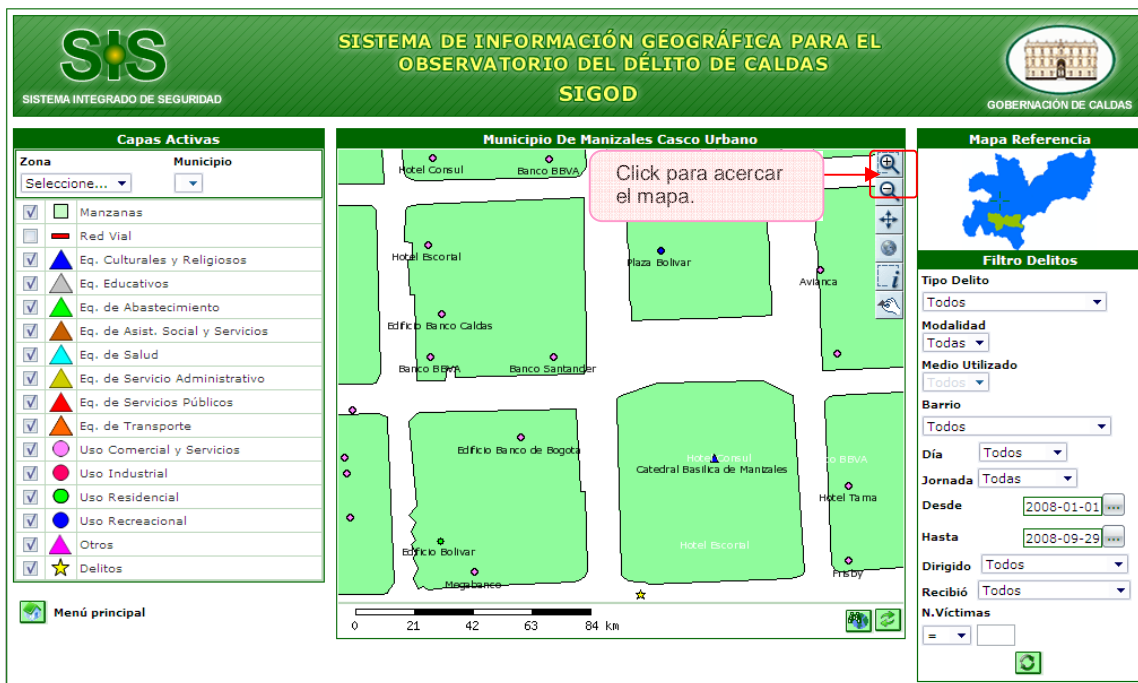 SIS
SISTEMA INTEGRADO DE SEGURIDAD
SISTEMA DE INFORMACIÓN GEOGRÁFICA PARA EL
OBSERVATORIO DEL DÉLITO DE CALDAS
SIGOD
GOBERNACIÓN DE CALDAS
Capas Activas
Zona Municipio
Seleccione...
Manzanas
Red Vial
Eq. Culturales y Religiosos
Eq. Educativos
Eq. de Abastecimiento
Eq. de Asist. Social y Servicios
Eq. de Salud
Eq. de Servicio Administrativo
Eq. de Servicios Públicos
Eq. de Transporte
Uso Comercial y Servicios
Uso Industrial
Uso Residencial
Uso Recreacional
Otros
Delitos
Menú principal
Municipio De Manizales Casco Urbano
Hotel Consul
Banco BBVA
Click para acercar
el mapa.
Hotel Escorial
Plaza Bolivar
Avianca
Edificio Banco Caldas
Banco BBVA
Banco Santander
Edificio Banco de Bogota
Hotel Consul
co BBVA
Catedral Basilica de Manizales
Hotel Tama
Edificio Bolivar
Hotel Escorial
Megabanco
Frisby
0 21 42 63 84 km
Mapa Referencia
Filtro Delitos
Tipo Delito
Todos
Modalidad
Todas
Medio Utilizado
Todos
Barrio
Todos
Día Todos
Jornada Todas
Desde 2008-01-01 ...
Hasta 2008-09-29 ...
Dirigido Todos
Recibió Todos
N.Víctimas
=